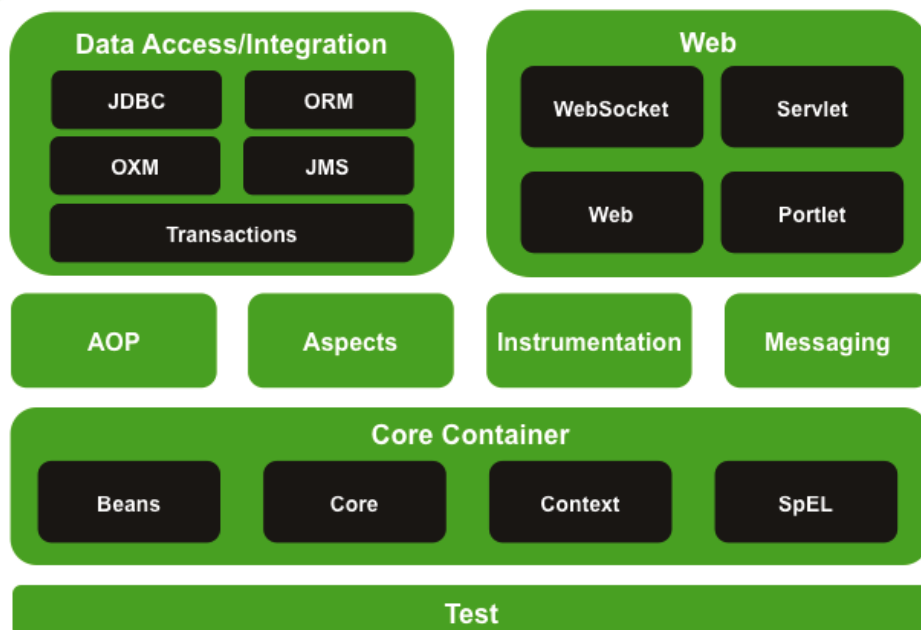 Data Access/Integration
JDBC
ORM
OXM
JMS
Transactions
Web
WebSocket
Servlet
Web
Portlet
AOP
Aspects
Instrumentation
Messaging
Core Container
Beans
Core
Context
SpEL
Test